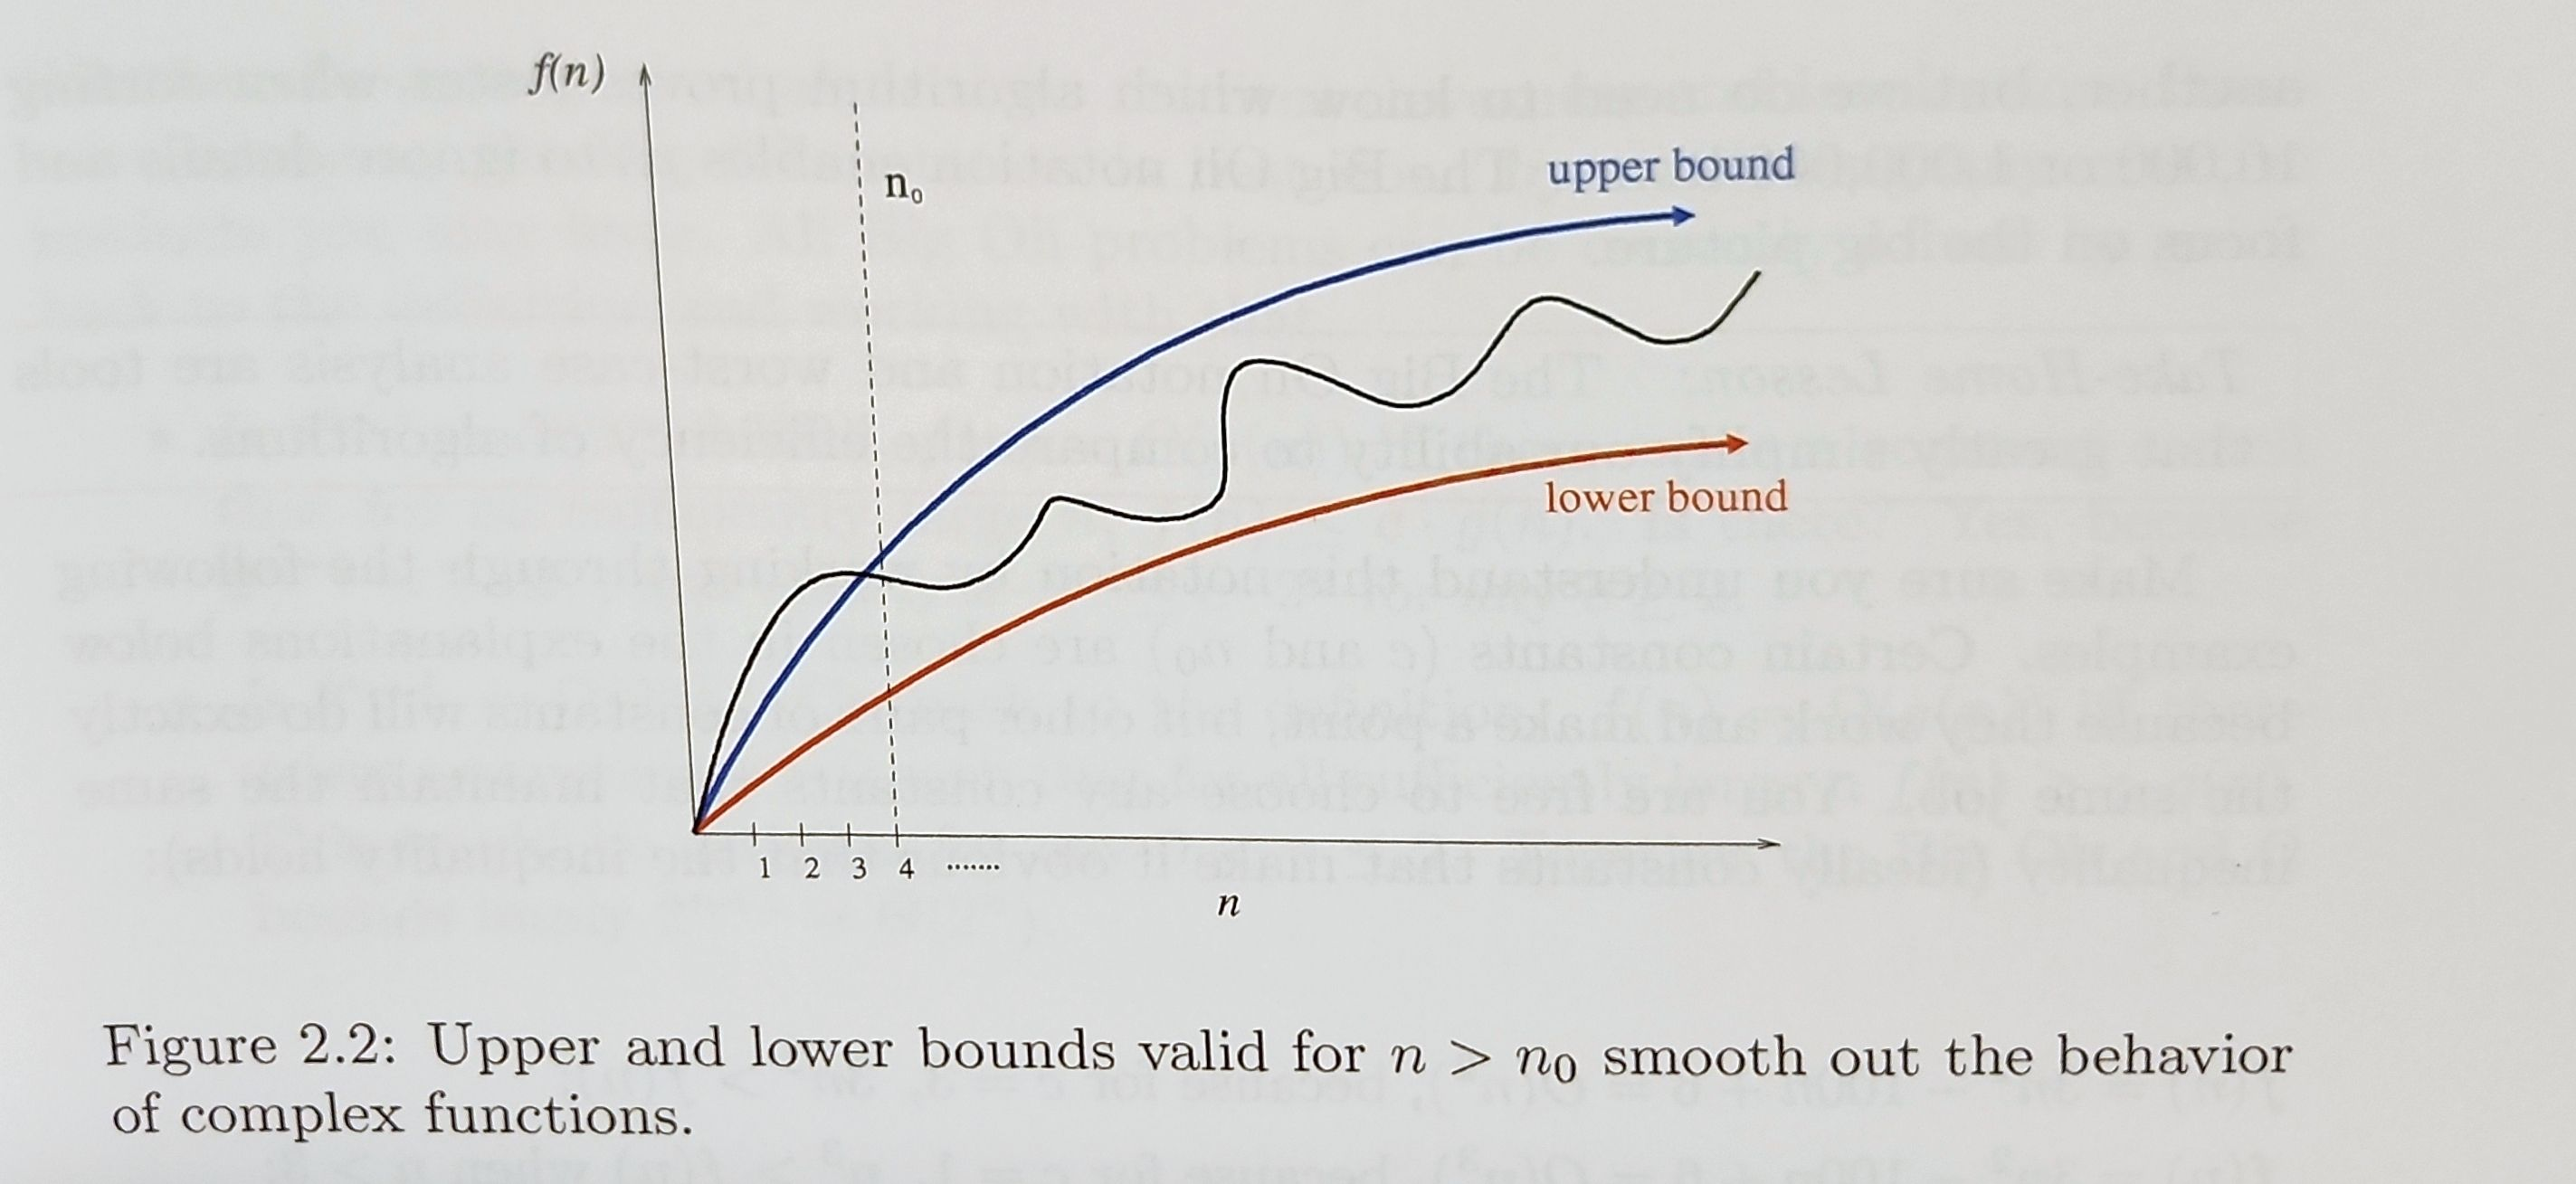 f(n)
n₀
upper bound
lower bound
1 2 3 4 .......
n
Figure 2.2: Upper and lower bounds valid for n > n₀ smooth out the behavior
of complex functions.